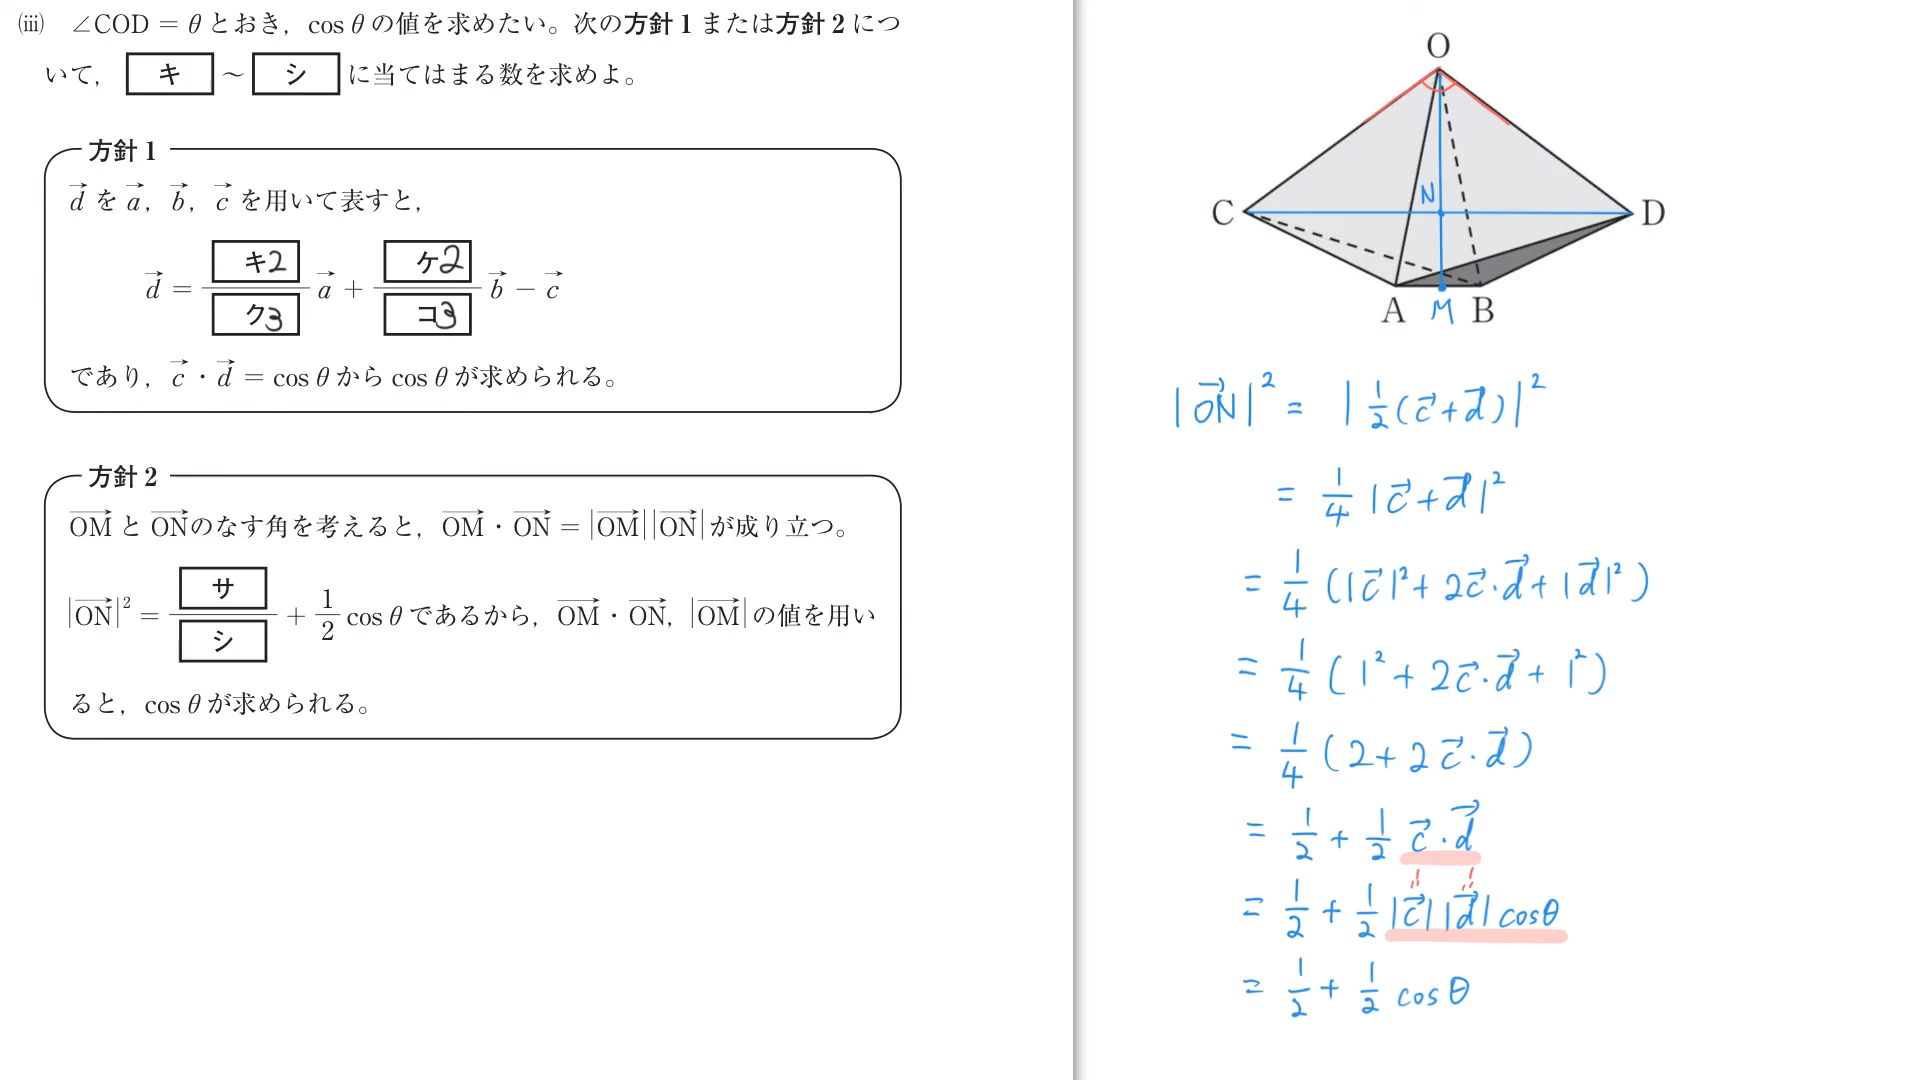 (iii) ∠COD = θ とおき，cos θ の値を求めたい。次の方針 1 または方針 2 につ
いて， キ ～ シ に当てはまる数を求めよ。
方針 1
d→ を a→，b→，c→ を用いて表すと，
d→ = キ2/ク3 a→ + ケ2/コ3 b→ − c→
であり，c→・d→ = cos θ から cos θ が求められる。
方針 2
OM→ と ON→ のなす角を考えると，OM→・ON→ = |OM→||ON→| が成り立つ。
|ON→|² = サ/シ + 1/2 cos θ であるから，OM→・ON→，|OM→| の値を用い
ると，cos θ が求められる。
O
N
C
D
A M B
|ON→|² = |1/2(c→+d→)|²
= 1/4 |c→+d→|²
= 1/4 (|c→|²+2c→・d→+|d→|²)
= 1/4 (1²+2c→・d→+1²)
= 1/4 (2+2c→・d→)
= 1/2 + 1/2 c→・d→
= 1/2 + 1/2 |c→||d→| cosθ
= 1/2 + 1/2 cosθ